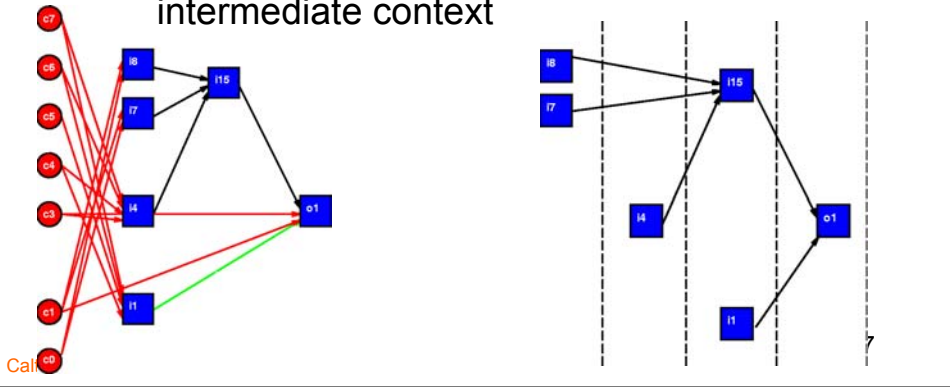 intermediate context
c7
c6
c5
c4
c3
c1
c0
i8
i7
i4
i1
i15
o1
i8
i7
i4
i15
i1
o1
7
Cali